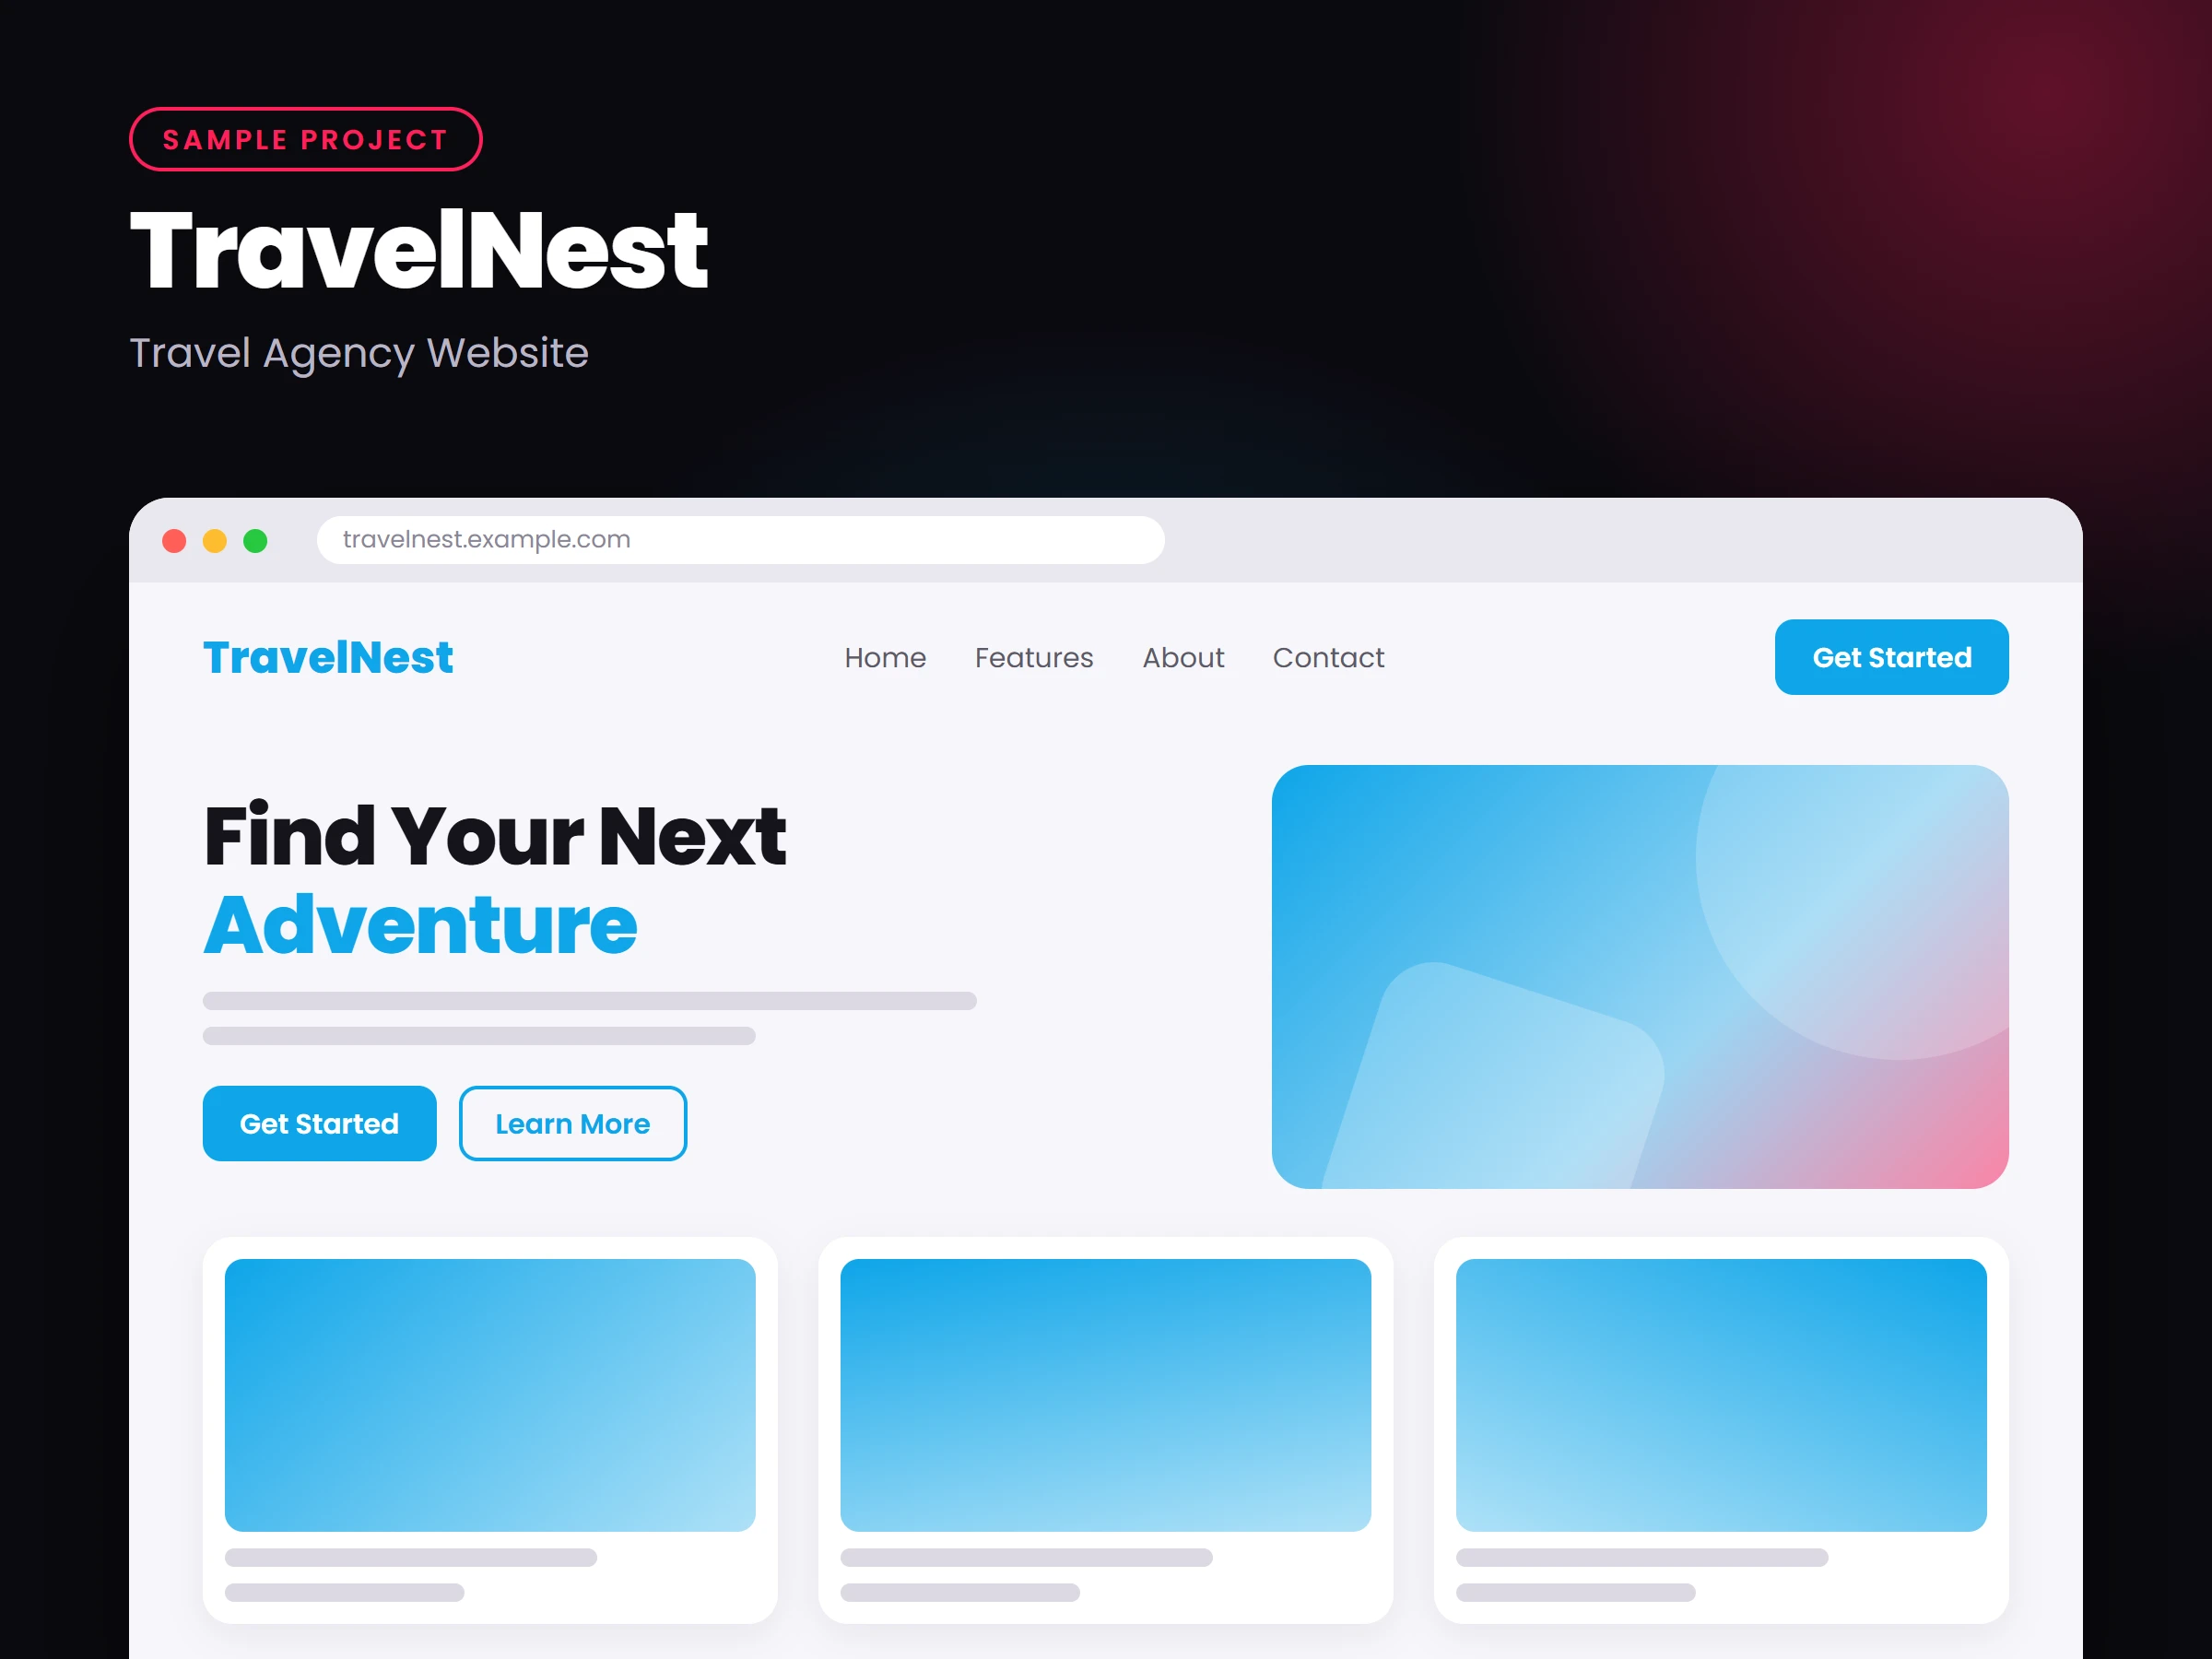 SAMPLE PROJECT
TravelNest
Travel Agency Website
travelnest.example.com
TravelNest
Home Features About Contact
Get Started
Find Your Next
Adventure
Get Started
Learn More